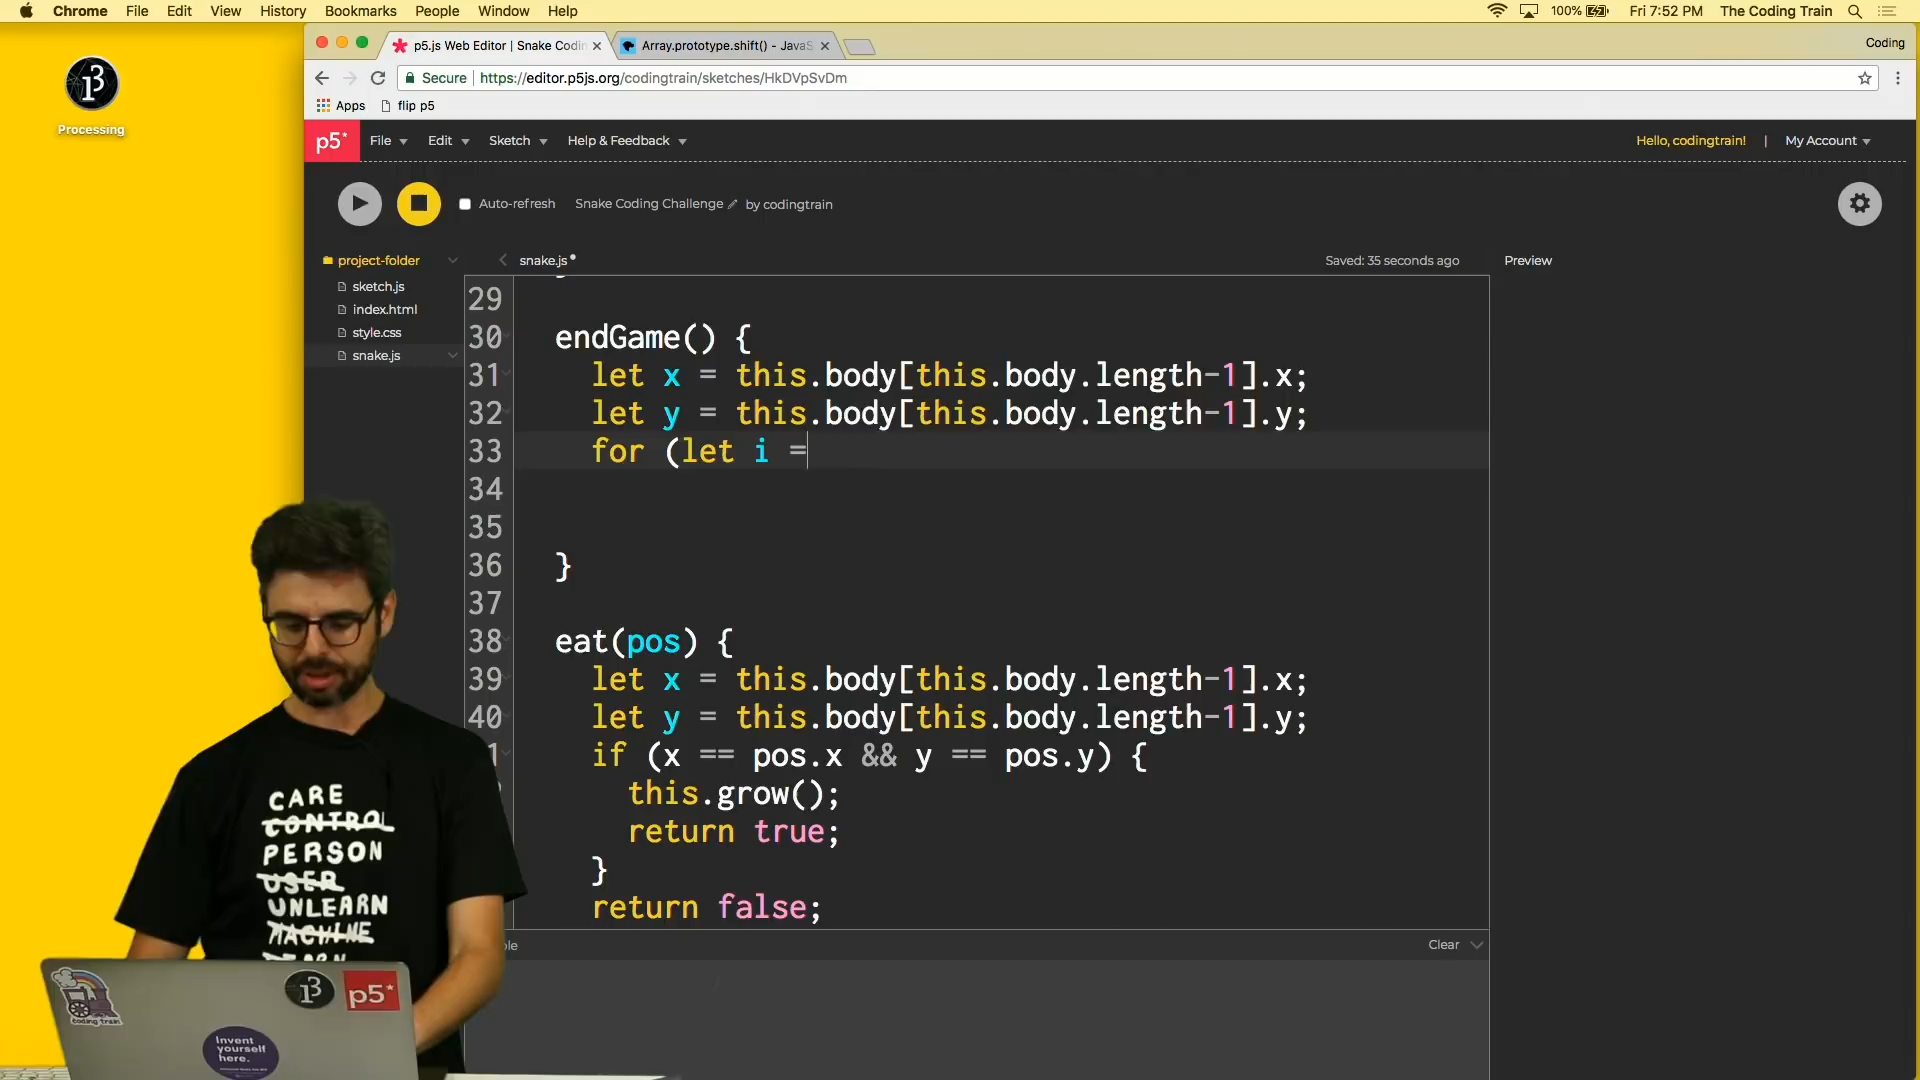 Chrome File Edit View History Bookmarks People Window Help 100% Fri 7:52 PM The Coding Train
Processing
p5.js Web Editor | Snake Codin Array.prototype.shift() - JavaS Coding
Secure https://editor.p5js.org/codingtrain/sketches/HkDVpSvDm
Apps flip p5
p5* File Edit Sketch Help & Feedback Hello, codingtrain! | My Account
Auto-refresh Snake Coding Challenge by codingtrain
project-folder
sketch.js
index.html
style.css
snake.js
snake.js Saved: 35 seconds ago Preview
29
30 endGame() {
31 let x = this.body[this.body.length-1].x;
32 let y = this.body[this.body.length-1].y;
33 for (let i =
34
35
36 }
37
38 eat(pos) {
39 let x = this.body[this.body.length-1].x;
40 let y = this.body[this.body.length-1].y;
1 if (x == pos.x && y == pos.y) {
this.grow();
return true;
}
return false;
ole Clear
CARE
CONTROL
PERSON
USER
UNLEARN
MACHINE
LEARN
coding train
p5*
Invent
yourself
here.